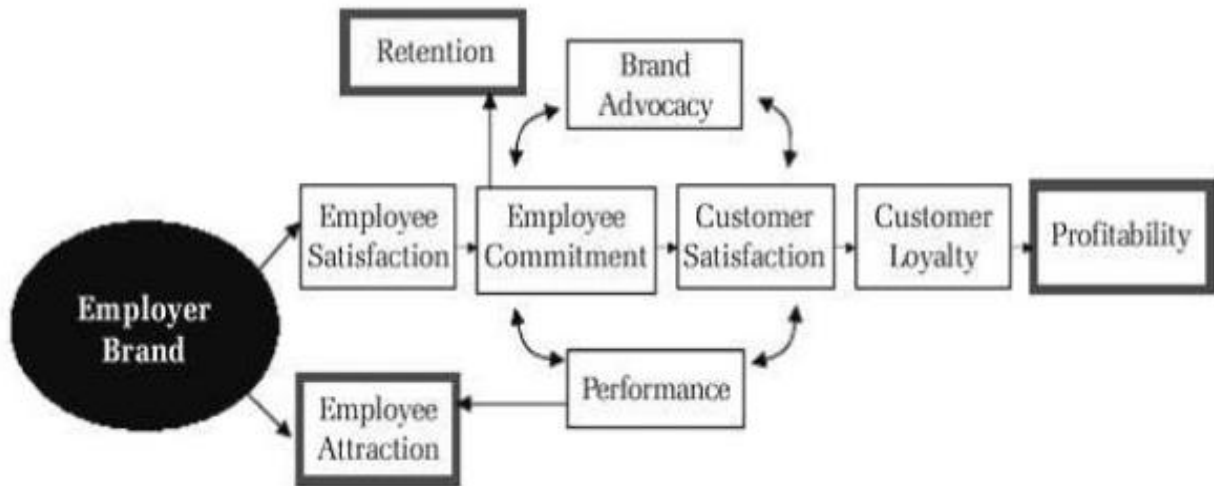 Retention
Brand
Advocacy
Employee
Satisfaction
Employee
Commitment
Customer
Satisfaction
Customer
Loyalty
Profitability
Employer
Brand
Performance
Employee
Attraction